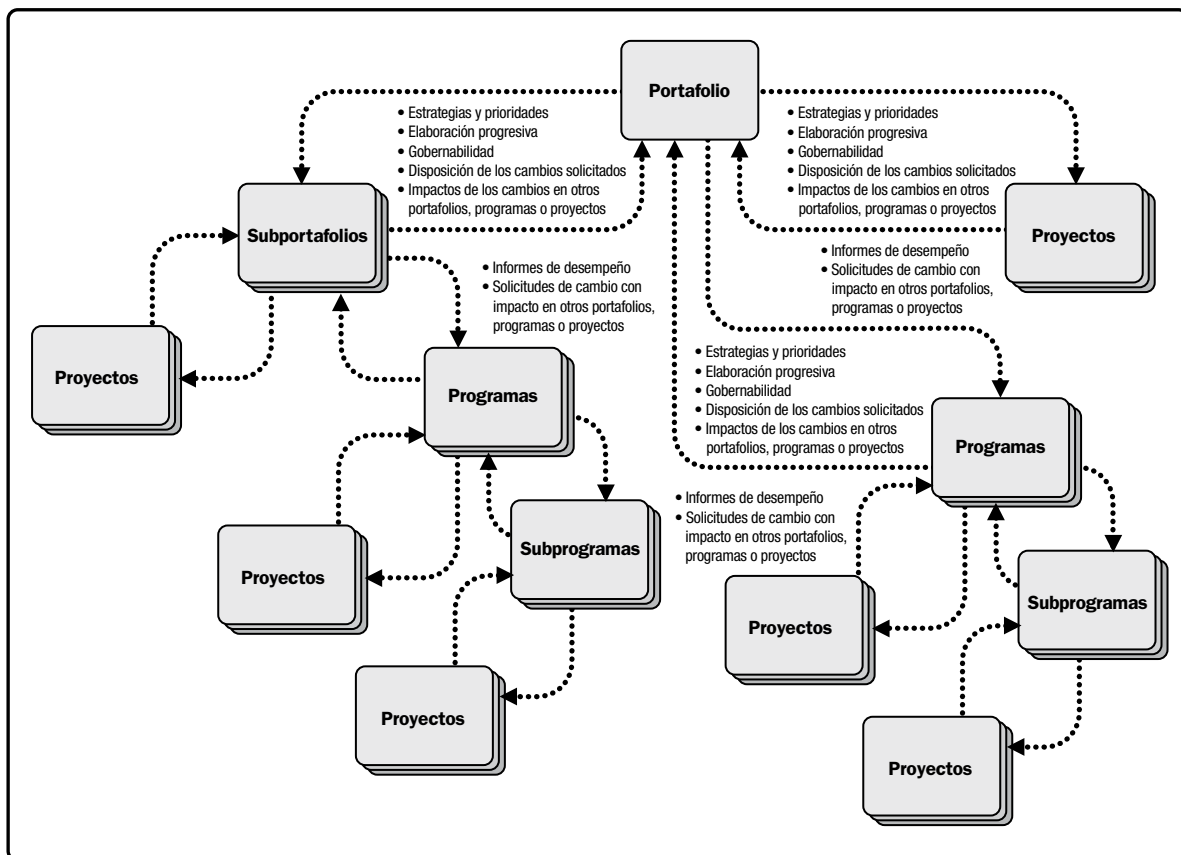 Portafolio
• Estrategias y prioridades
• Elaboración progresiva
• Gobernabilidad
• Disposición de los cambios solicitados
• Impactos de los cambios en otros
portafolios, programas o proyectos
• Estrategias y prioridades
• Elaboración progresiva
• Gobernabilidad
• Disposición de los cambios solicitados
• Impactos de los cambios en otros
portafolios, programas o proyectos
Subportafolios
Proyectos
• Informes de desempeño
• Solicitudes de cambio con
impacto en otros portafolios,
programas o proyectos
• Informes de desempeño
• Solicitudes de cambio con
impacto en otros portafolios,
programas o proyectos
Proyectos
Programas
• Estrategias y prioridades
• Elaboración progresiva
• Gobernabilidad
• Disposición de los cambios solicitados
• Impactos de los cambios en otros
portafolios, programas o proyectos
Programas
• Informes de desempeño
• Solicitudes de cambio con
impacto en otros portafolios,
programas o proyectos
Proyectos
Subprogramas
Proyectos
Subprogramas
Proyectos
Proyectos